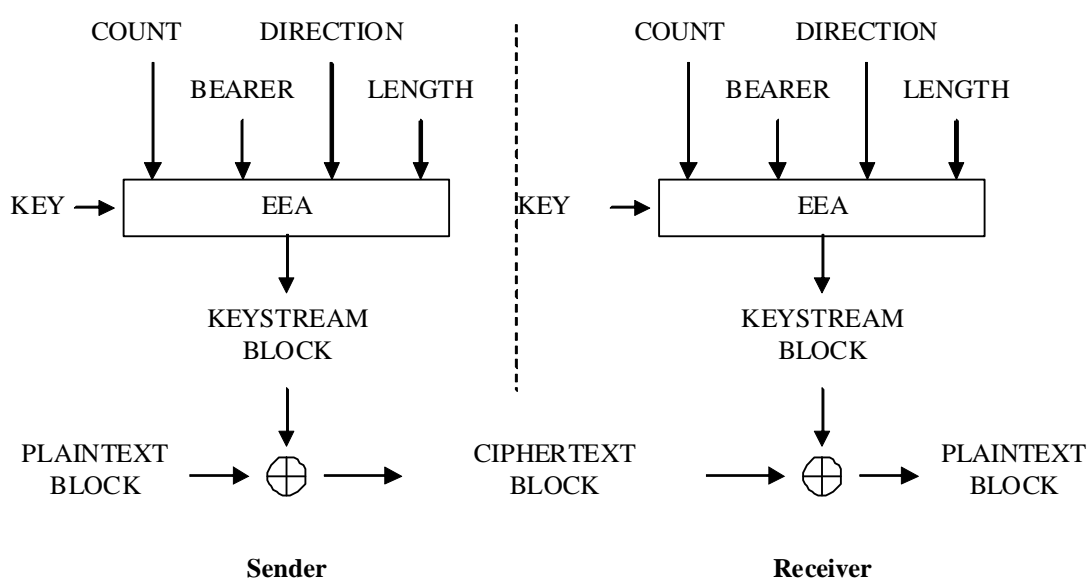 COUNT DIRECTION COUNT DIRECTION
BEARER LENGTH BEARER LENGTH
KEY EEA KEY EEA
KEYSTREAM BLOCK KEYSTREAM BLOCK
PLAINTEXT BLOCK CIPHERTEXT BLOCK PLAINTEXT BLOCK
Sender Receiver